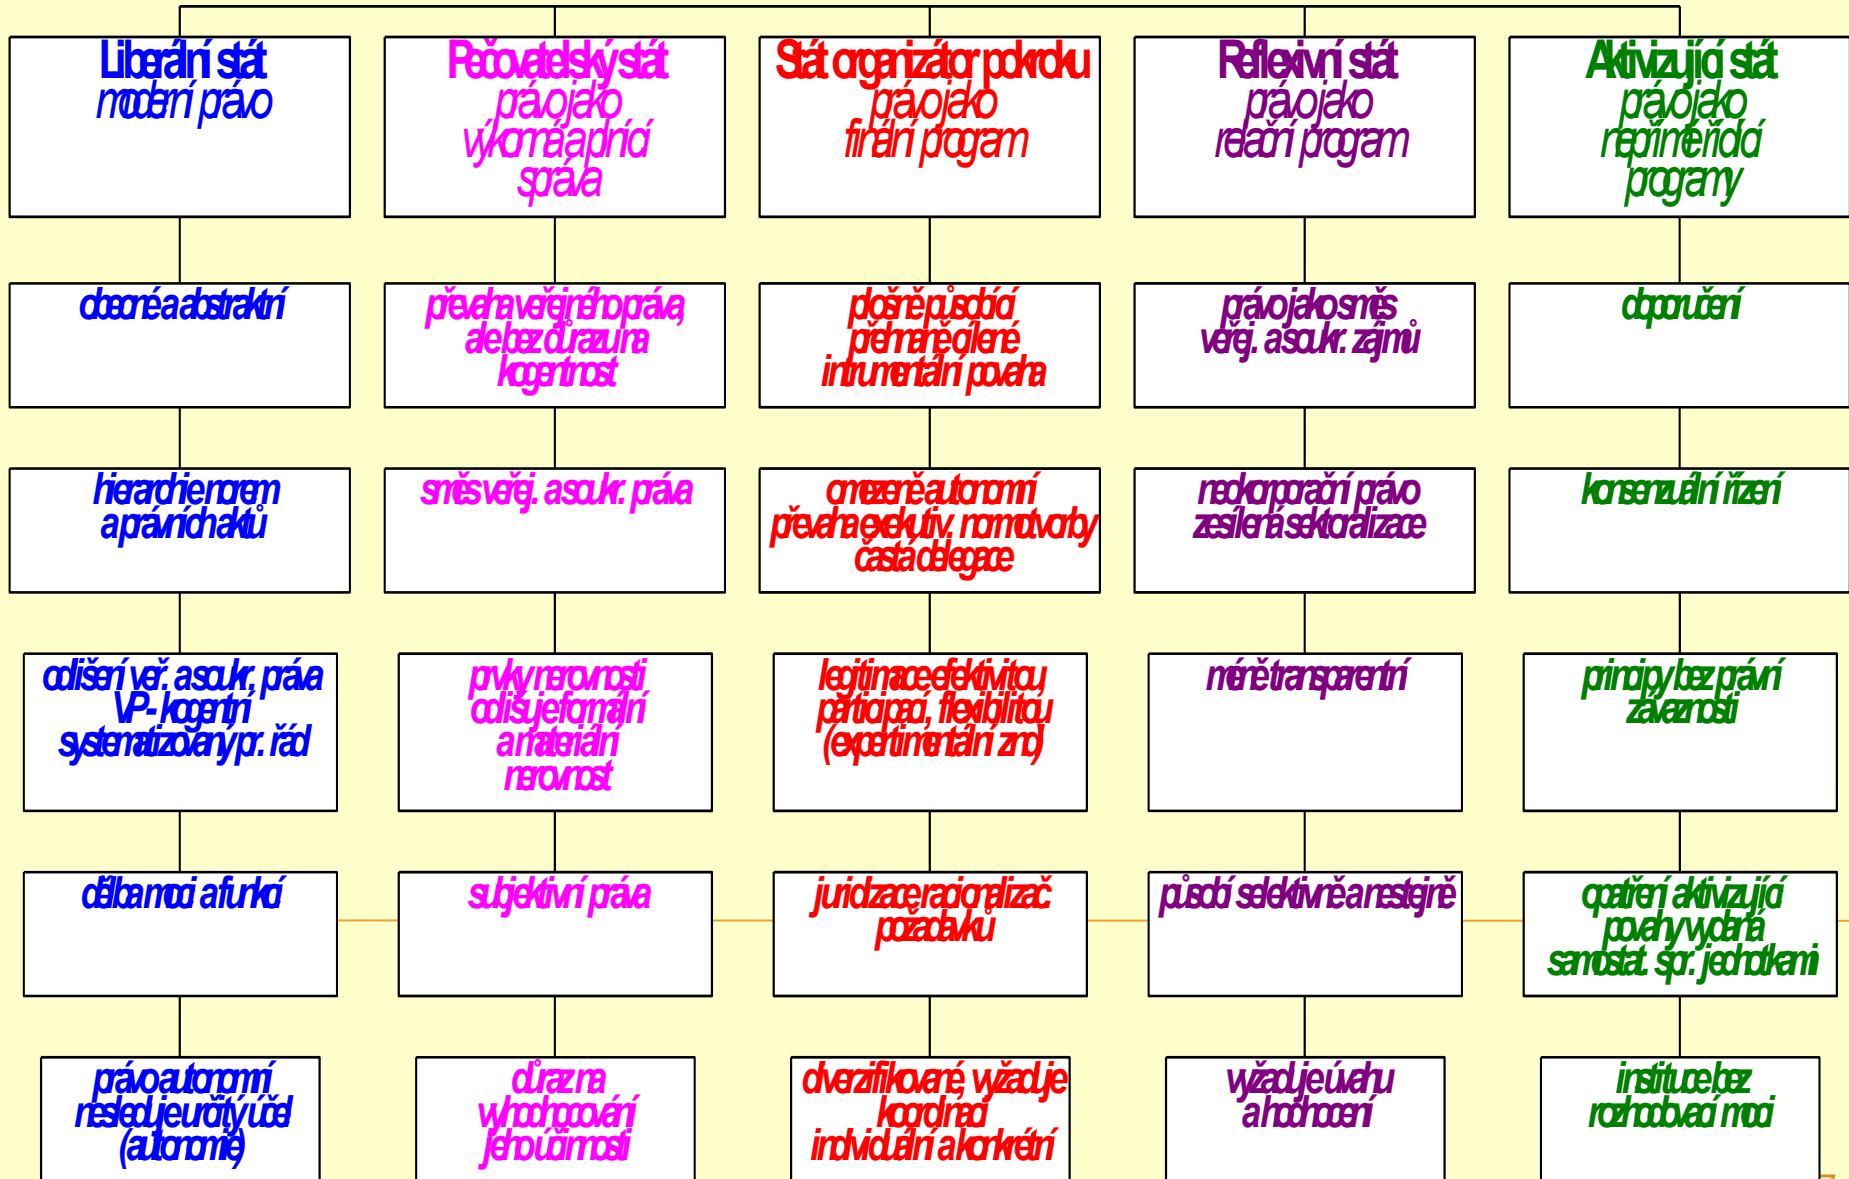 Liberální stát
moderní právo
Pečovatelský stát
právo jako
výkonná a plnící
správa
Stát organizátor pokroku
právo jako
finální program
Reflexivní stát
právo jako
relační program
Aktivizující stát
právo jako
nepřímé řídící
programy
obecné a abstraktní
převaha veřejného práva,
ale bez důrazu na
kogentnost
plošně působící
převážně cílené
intrumentální povaha
právo jako směs
veřej. a soukr. zájmů
doporučení
hierarchie norem
a právních aktů
směs veřej. a soukr. práva
omezeně autonomní
převaha exekutiv. normotvorby
častá delegace
neokorporační právo
zesílená sektoralizace
konsenzuální řízení
odlišení veř. a soukr. práva
VP - kogentní
systematizovaný pr. řád
prvky nerovnosti
odlišuje formální
a materiální
nerovnost
legitimace efektivitou,
participací, flexibilitou
(experimentální znd)
méně transparentní
principy bez právní
závaznosti
dělba moci a funkcí
subjektivní práva
juridizace racionalizač.
požadavků
působí selektivně a nestejně
opatření aktivizující
povahy vydaná
samostat. spr. jednotkami
právo autonomní
nesleduje určitý účel
(autonomie)
důraz na
vyhodnocování
jeho účinnosti
diverzifikované, vyžaduje
koordinaci
individuální a konkrétní
vyžaduje úvahu
a hodnocení
instituce bez
rozhodovací moci